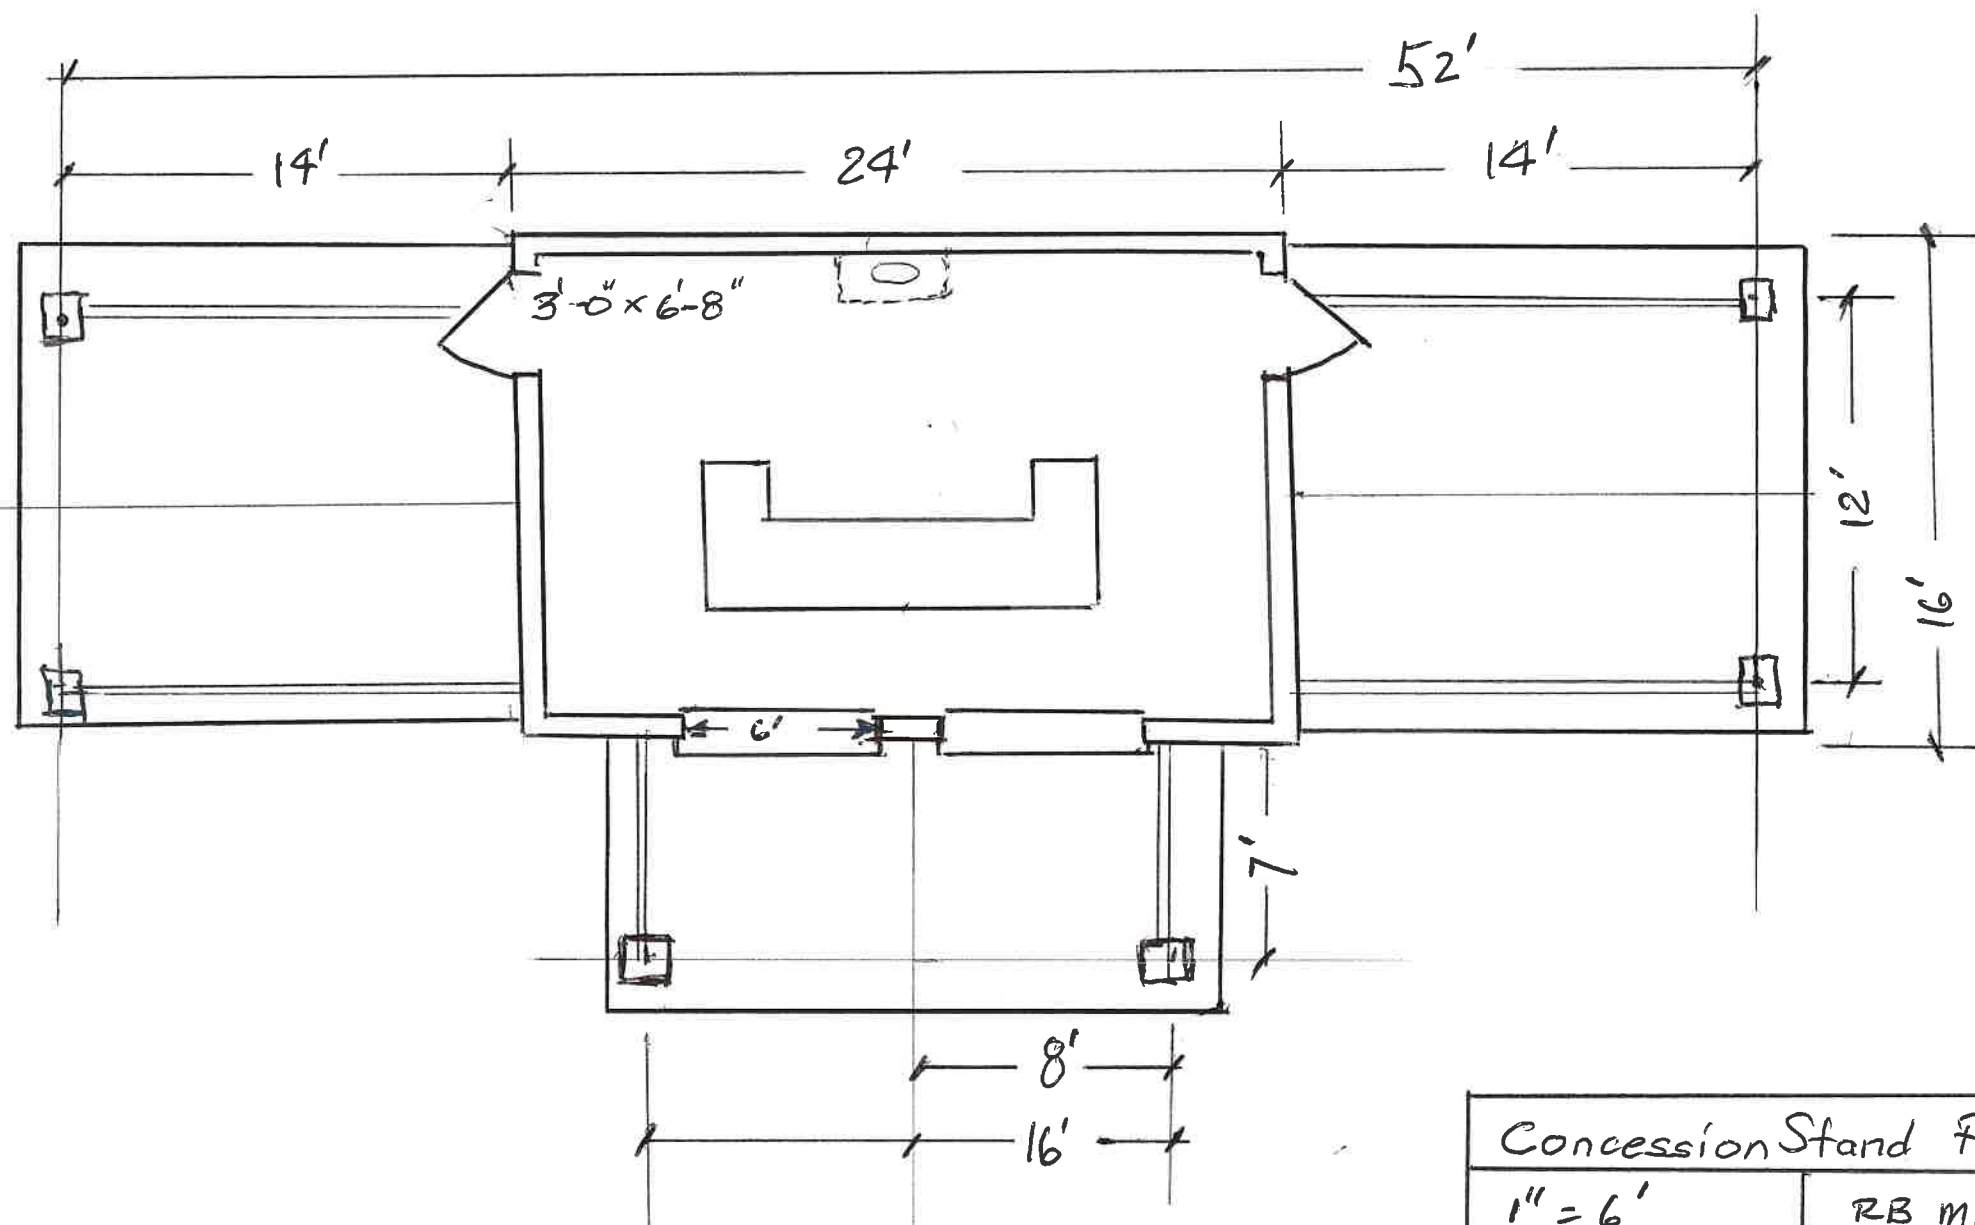 52'
14'
24'
14'
3'-0" x 6'-8"
12'
16'
6'
7'
8'
16'
Concession Stand
1" = 6'
RB